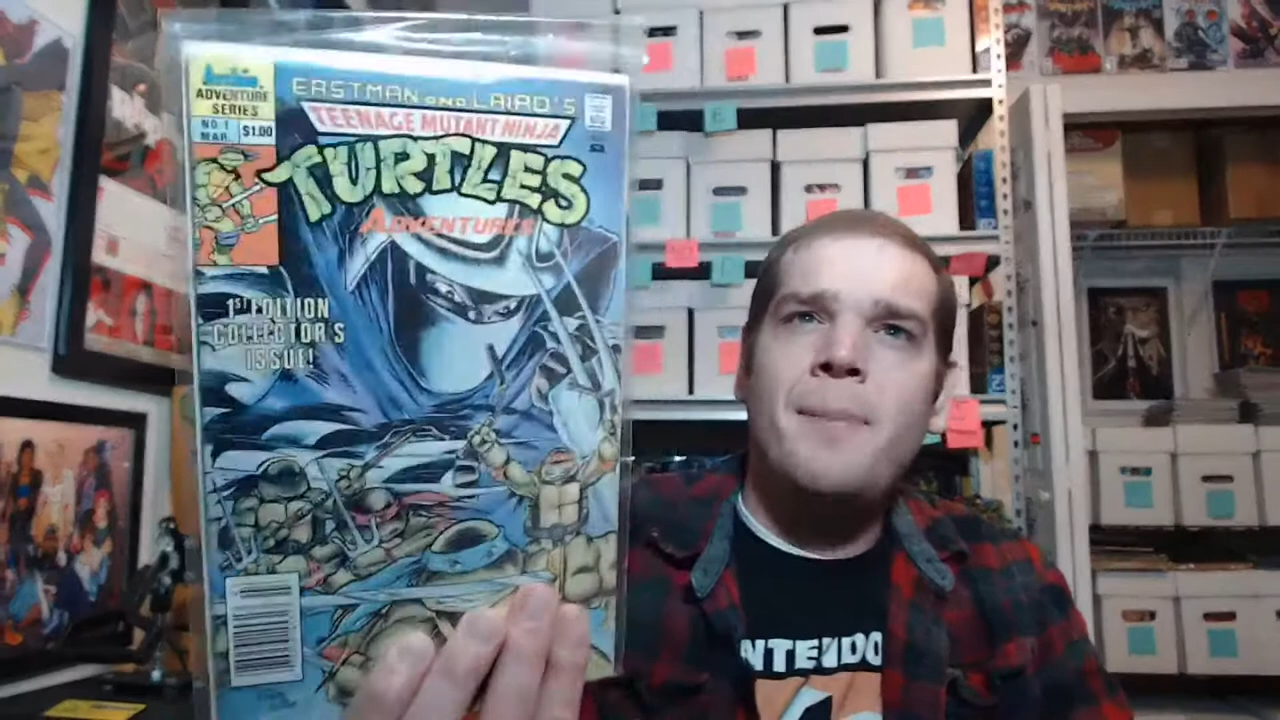 Archie
ADVENTURE
SERIES
NO. 1
MAR.
$1.00
EASTMAN AND LAIRD'S
TEENAGE MUTANT NINJA
TURTLES
ADVENTURES
1ST EDITION
COLLECTOR'S
ISSUE!
NTENDO